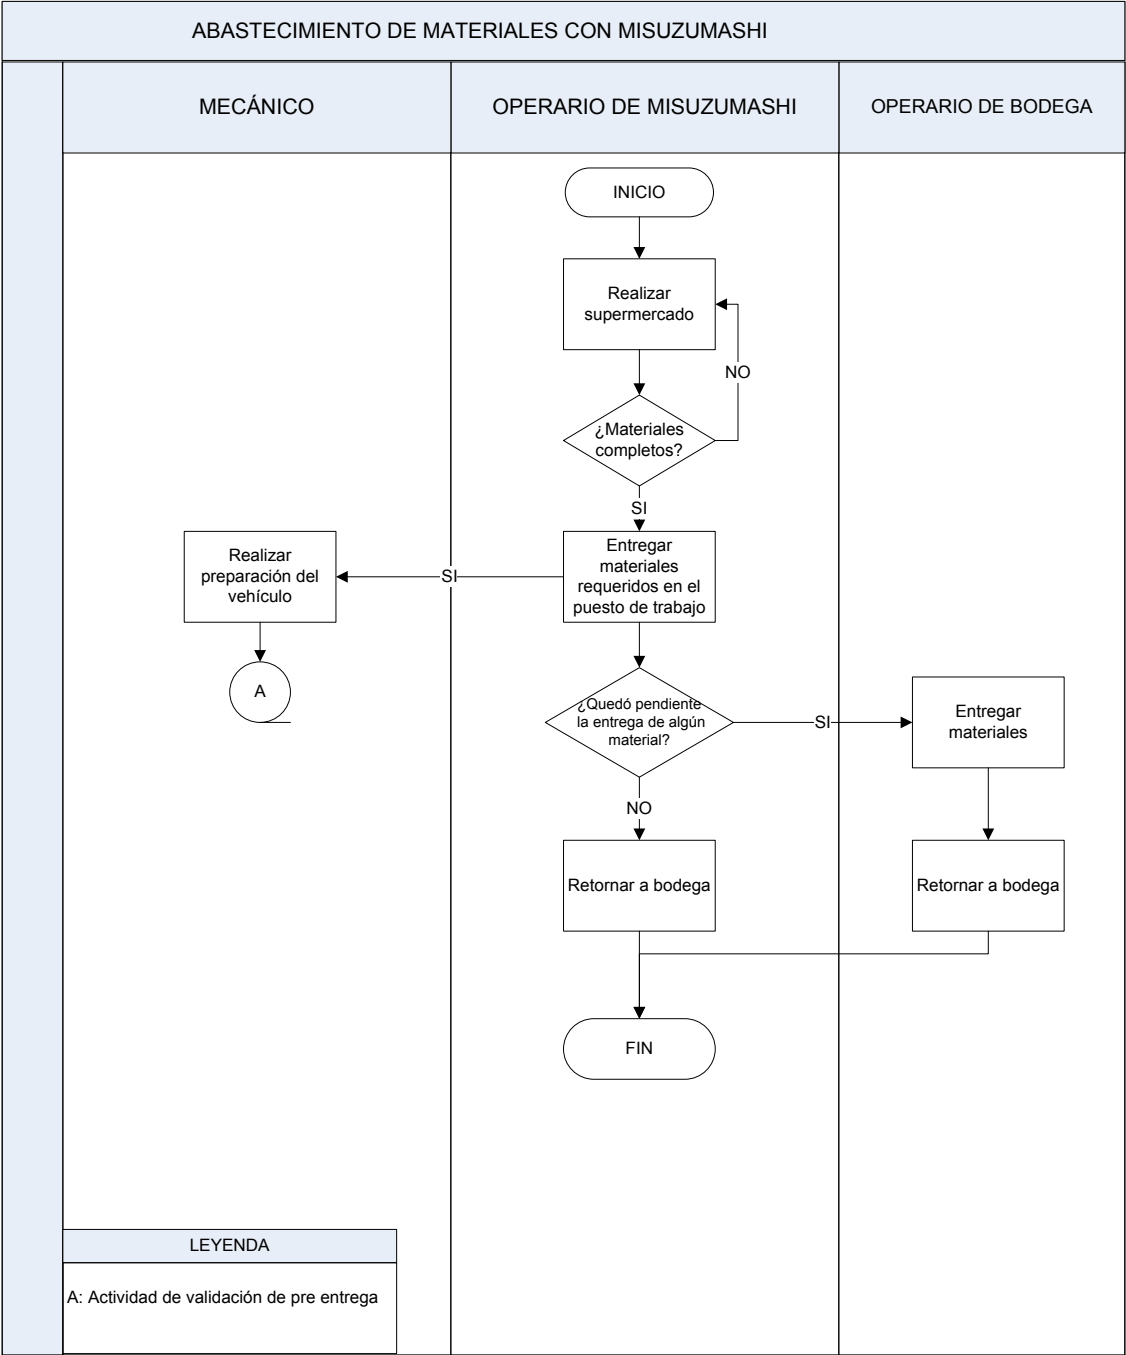 ABASTECIMIENTO DE MATERIALES CON MISUZUMASHI
MECÁNICO
OPERARIO DE MISUZUMASHI
OPERARIO DE BODEGA
INICIO
Realizar
supermercado
NO
¿Materiales
completos?
SI
Realizar
preparación del
vehículo
SI
Entregar
materiales
requeridos en el
puesto de trabajo
A
¿Quedó pendiente
la entrega de algún
material?
SI
Entregar
materiales
NO
Retornar a bodega
Retornar a bodega
FIN
LEYENDA
A: Actividad de validación de pre entrega